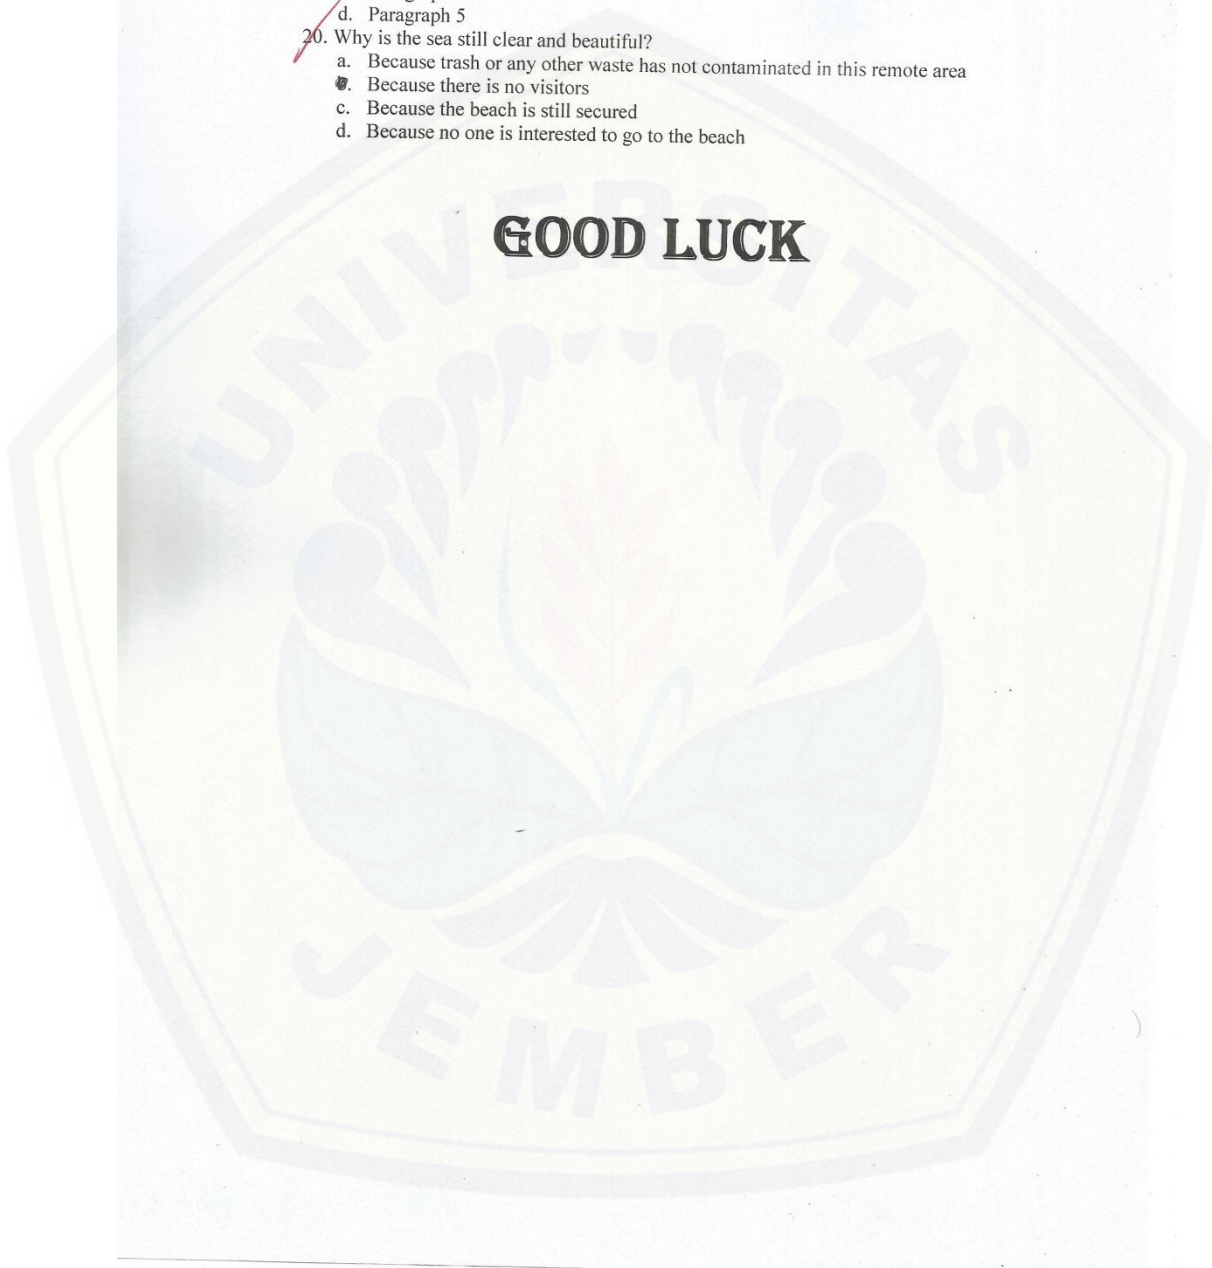 d. Paragraph 5
20. Why is the sea still clear and beautiful?
a. Because trash or any other waste has not contaminated in this remote area
b. Because there is no visitors
c. Because the beach is still secured
d. Because no one is interested to go to the beach
GOOD LUCK
UNIVERSITAS
JEMBER